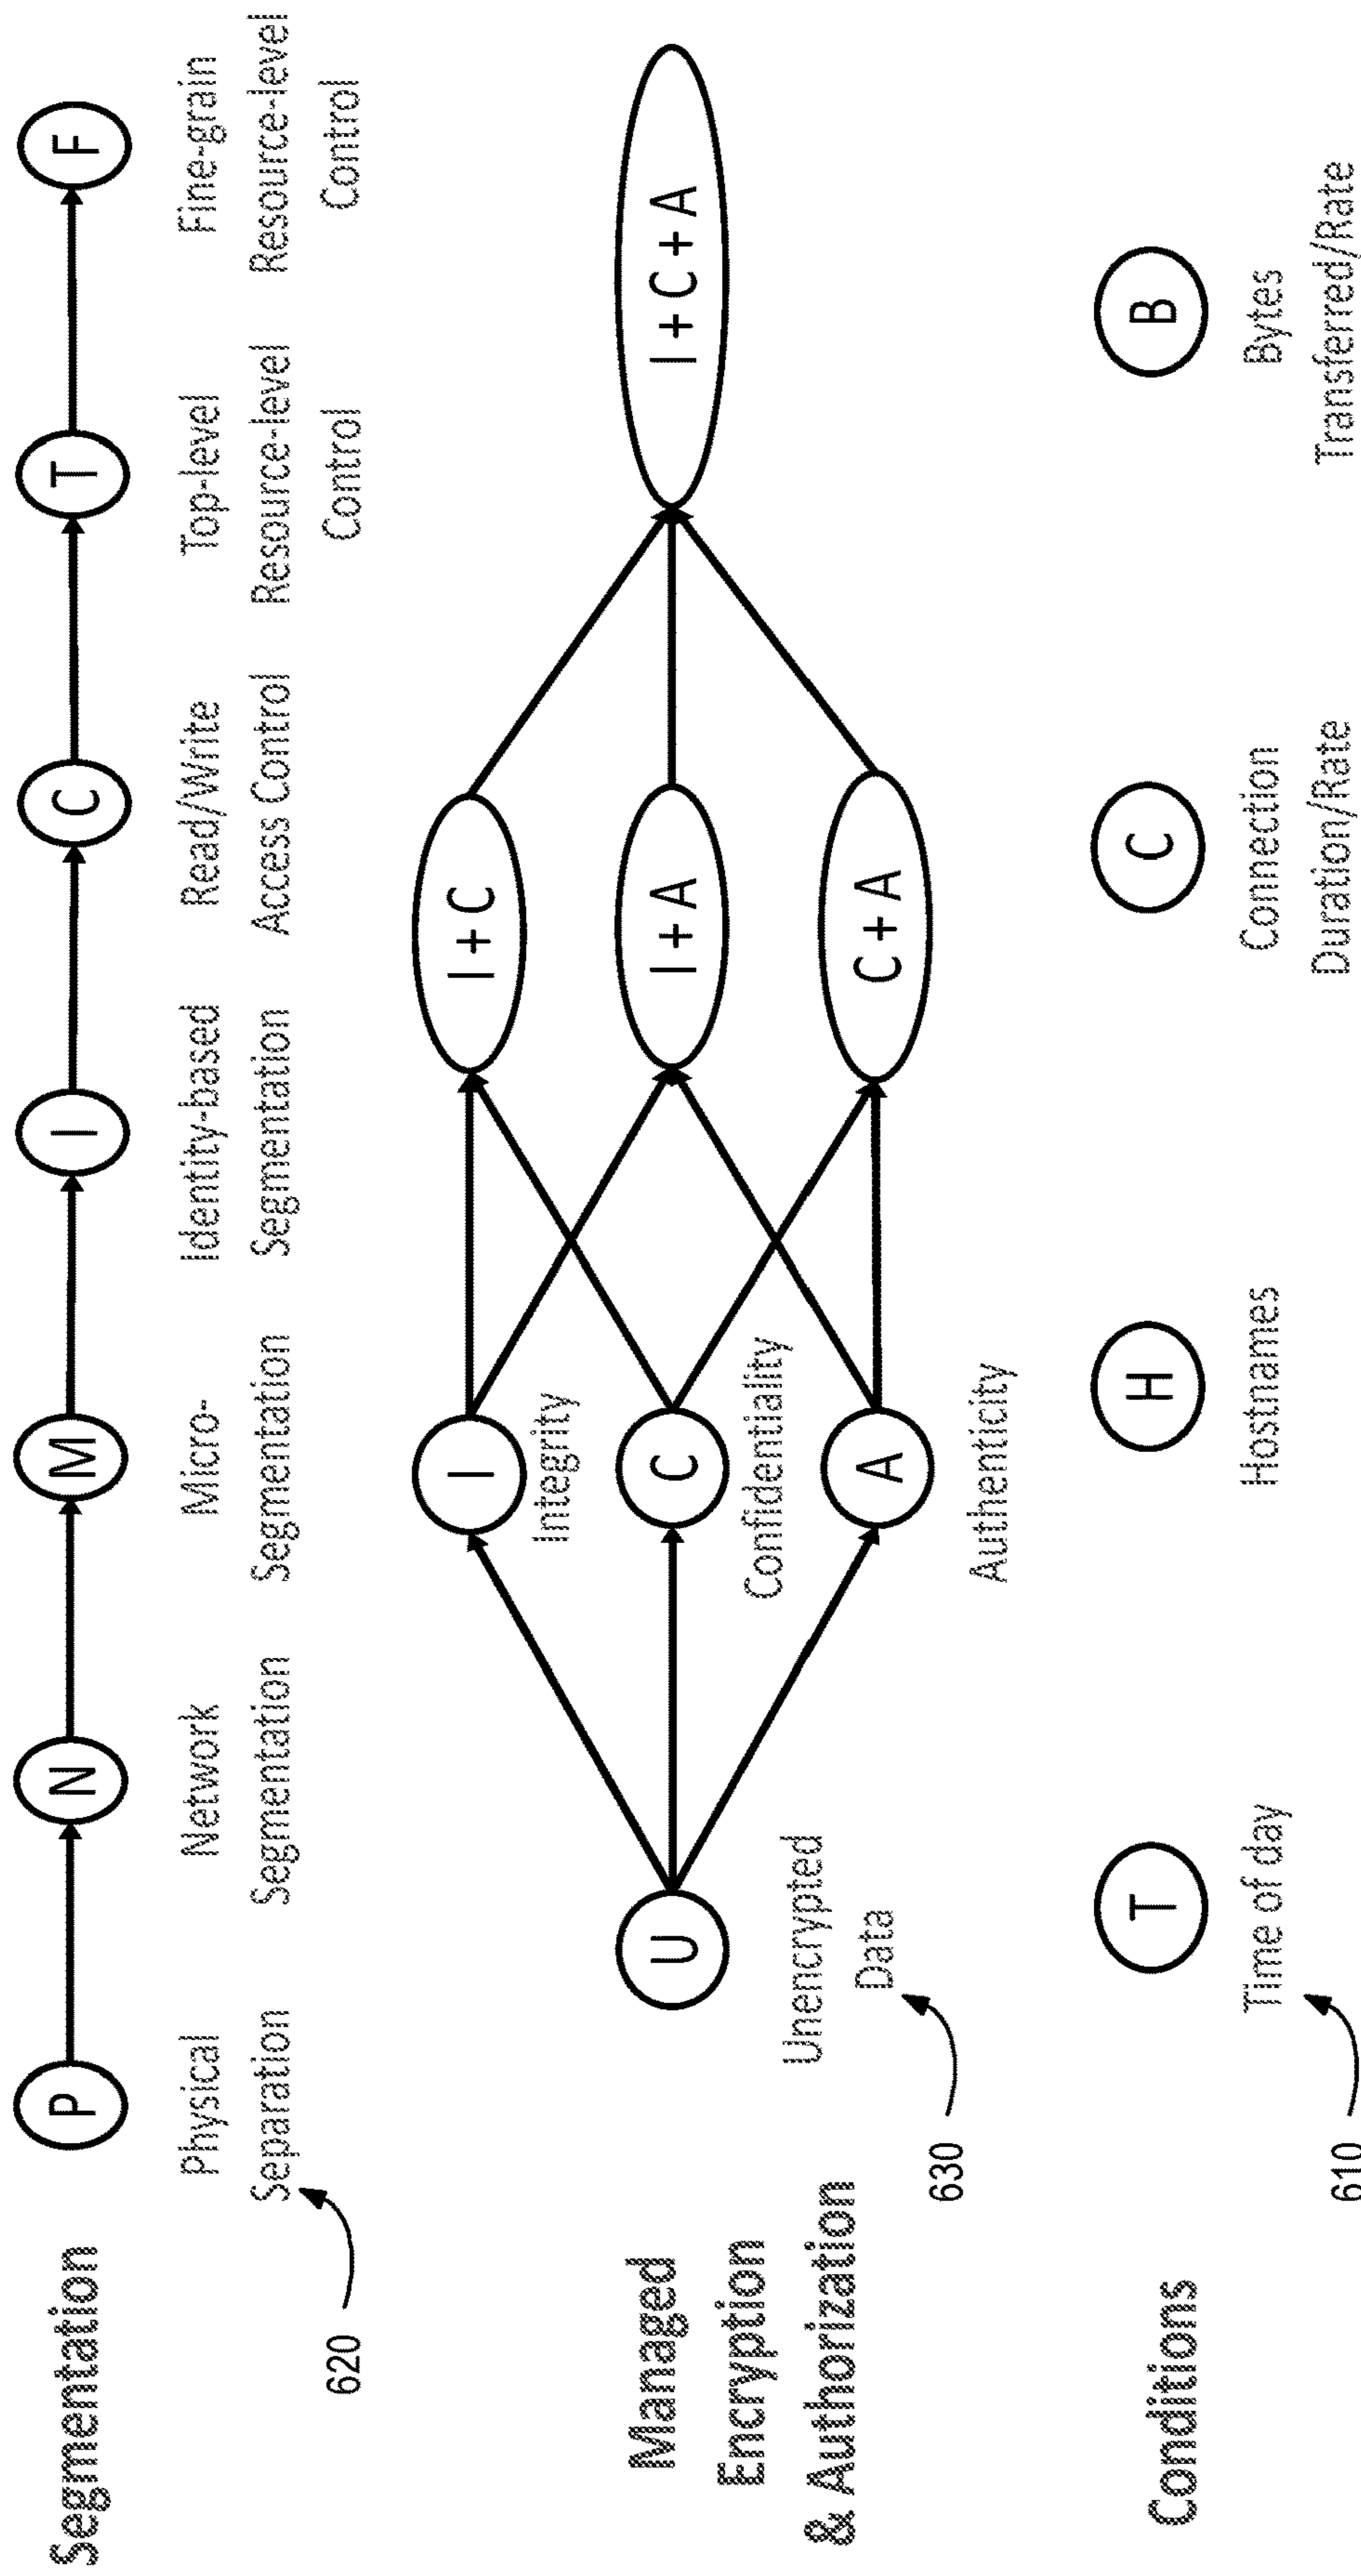 Segmentation
P
N
M
I
C
T
F
Physical
Separation
Network
Segmentation
Micro-
Segmentation
Identity-based
Segmentation
Read/Write
Access Control
Top-level
Resource-level
Control
Fine-grain
Resource-level
Control
620
Managed
Encryption
& Authorization
U
Unencrypted
Data
630
I
Integrity
C
Confidentiality
A
Authenticity
I + C
I + A
C + A
I + C + A
Conditions
T
Time of day
610
H
Hostnames
C
Connection
Duration/Rate
B
Bytes
Transferred/Rate